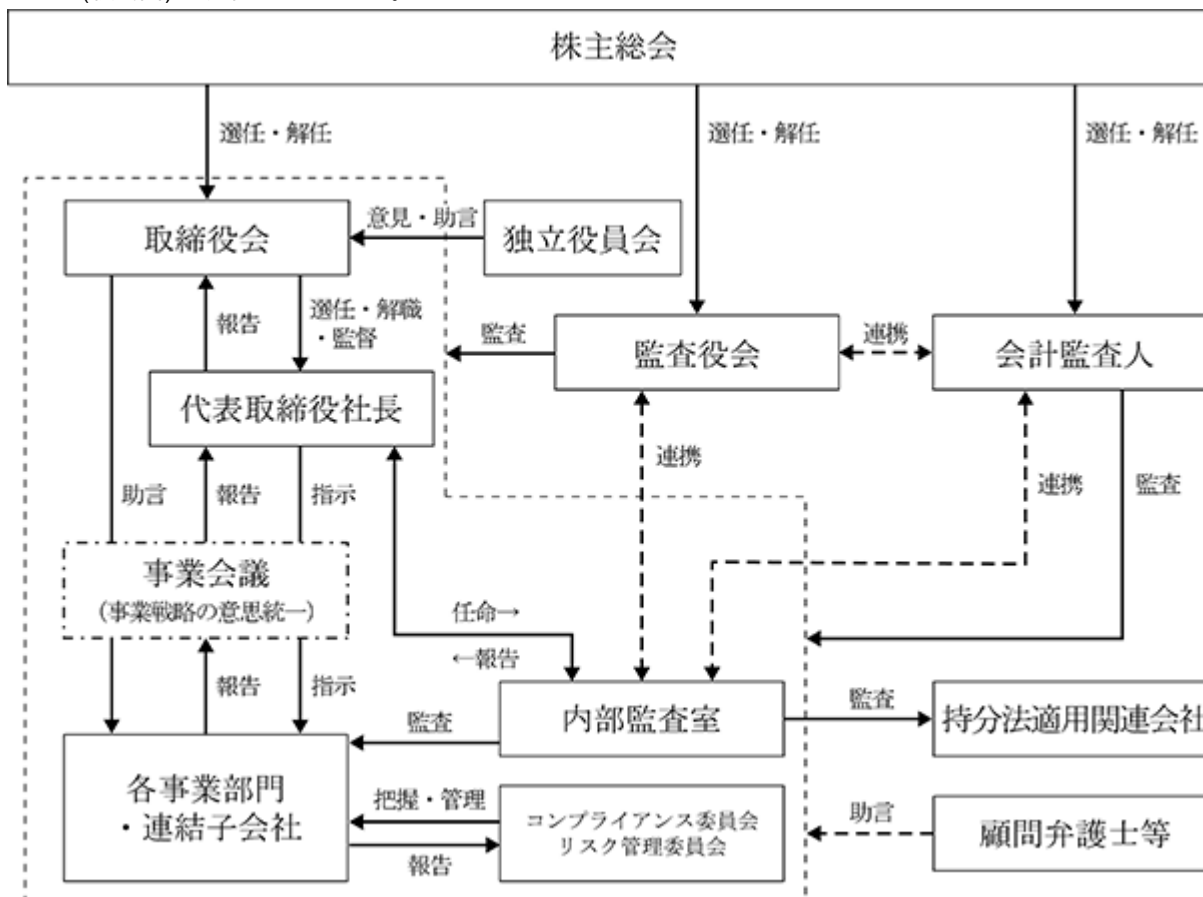 株主総会
選任・解任
選任・解任
選任・解任
取締役会
意見・助言
独立役員会
報告
選任・解職
・監督
監査
監査役会
連携
会計監査人
代表取締役社長
助言
報告
指示
連携
連携
監査
事業会議
(事業戦略の意思統一)
任命→
←報告
報告
指示
監査
内部監査室
監査
持分法適用関連会社
各事業部門
・連結子会社
把握・管理
報告
コンプライアンス委員会
リスク管理委員会
助言
顧問弁護士等